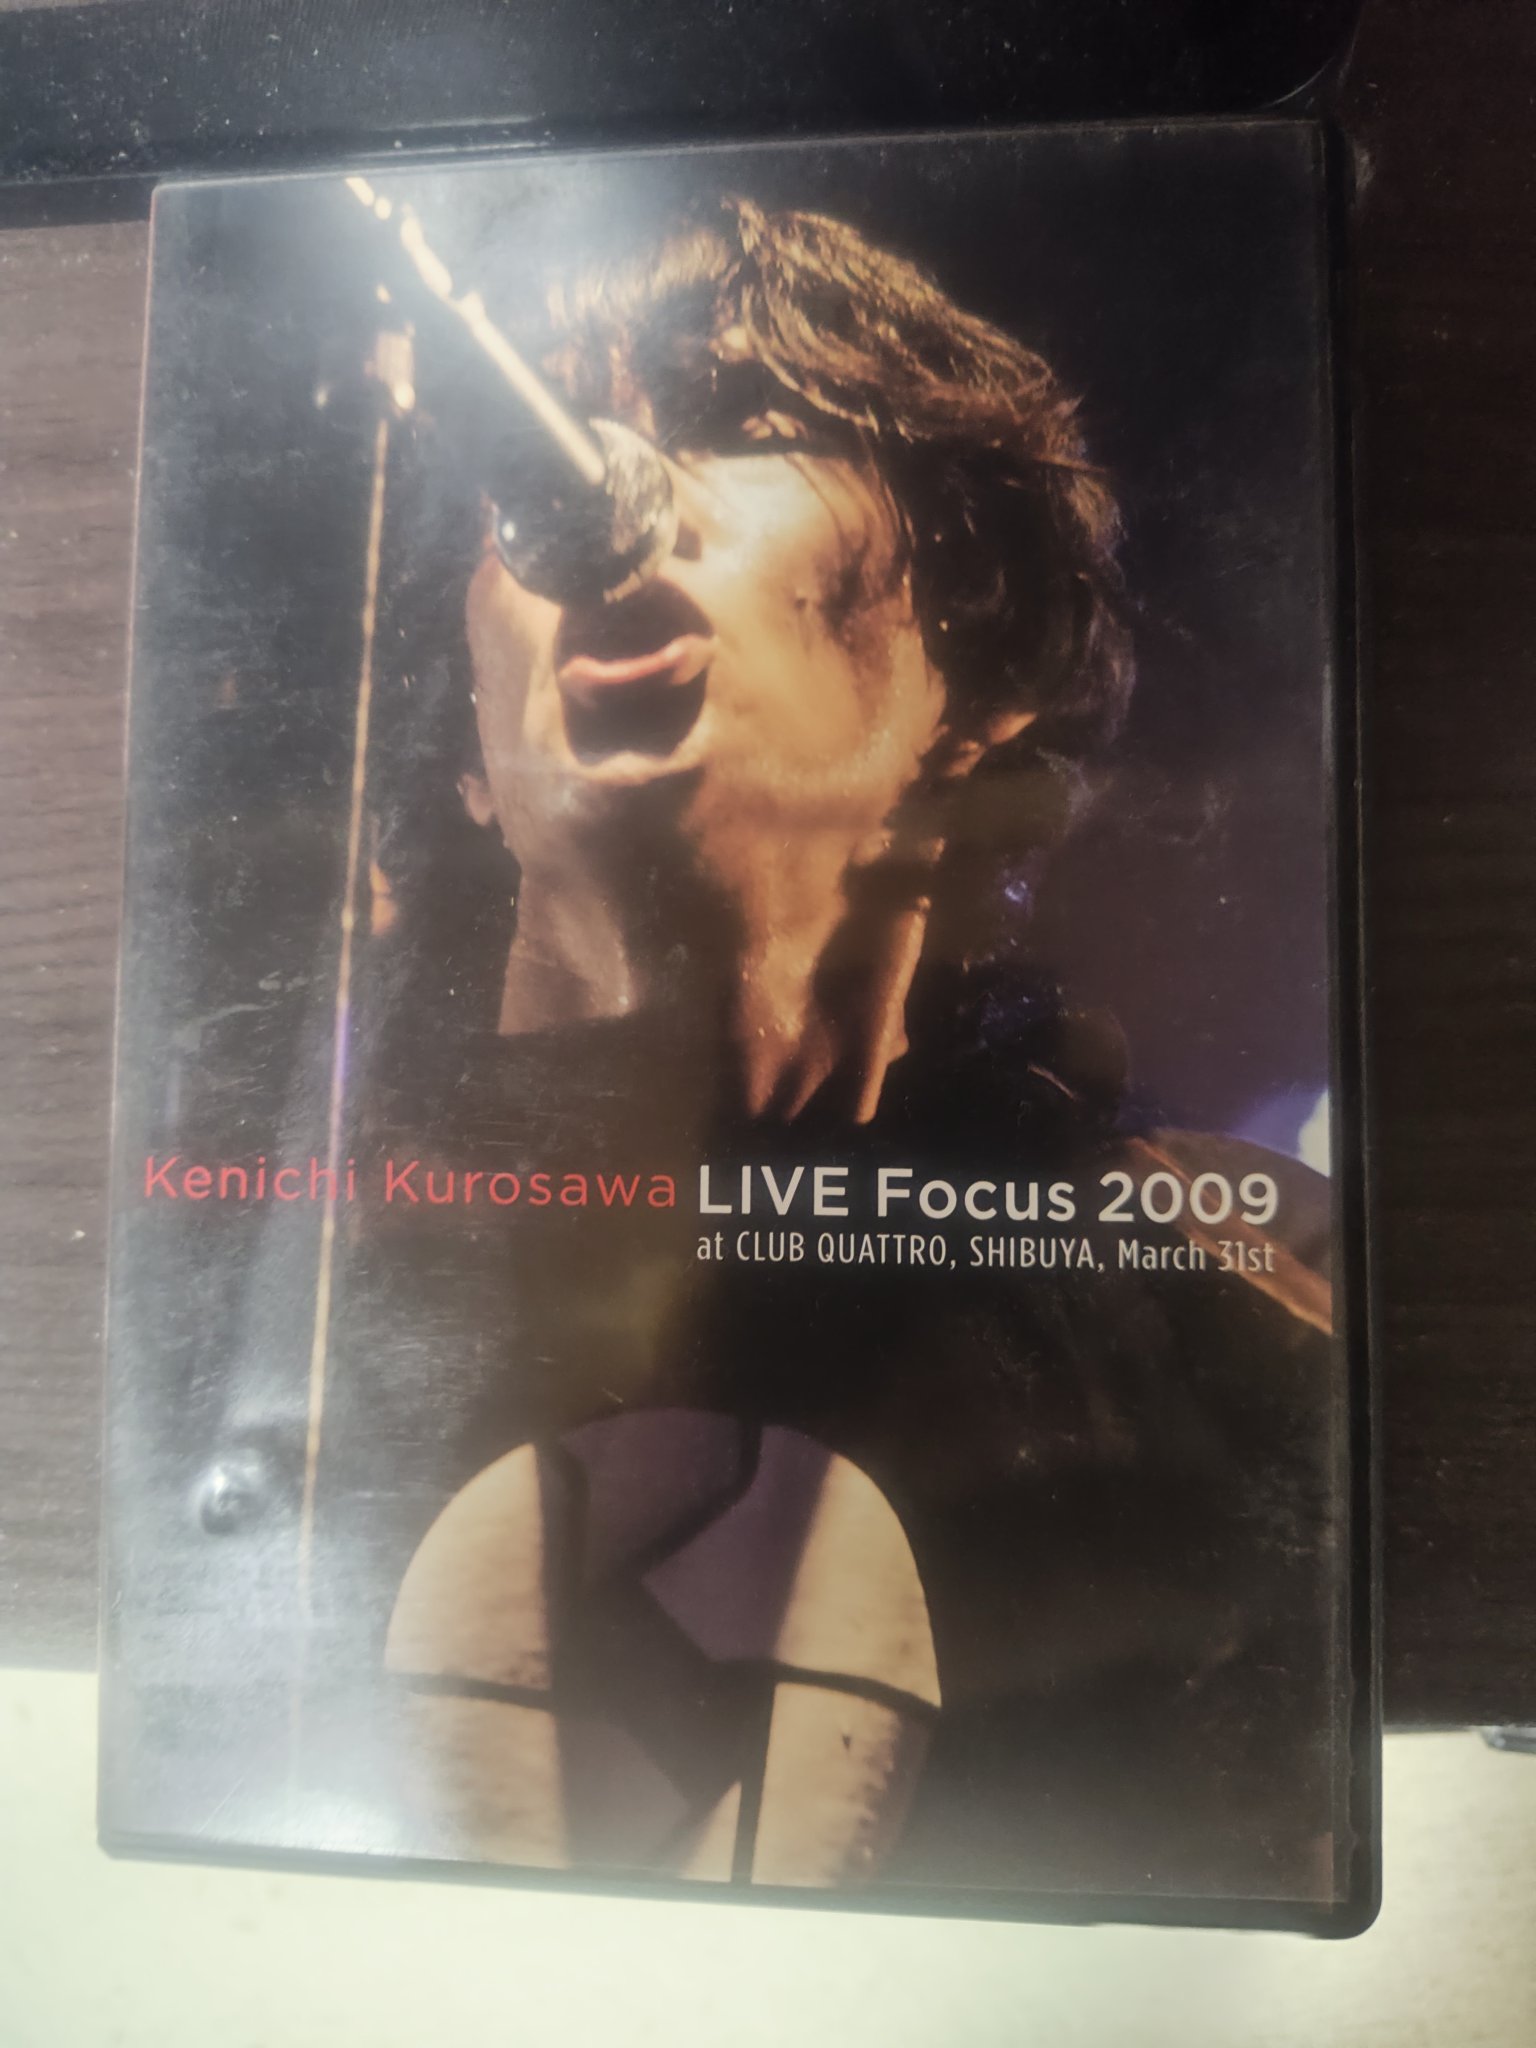 Kenichi Kurosawa LIVE Focus 2009
at CLUB QUATTRO, SHIBUYA, March 31st